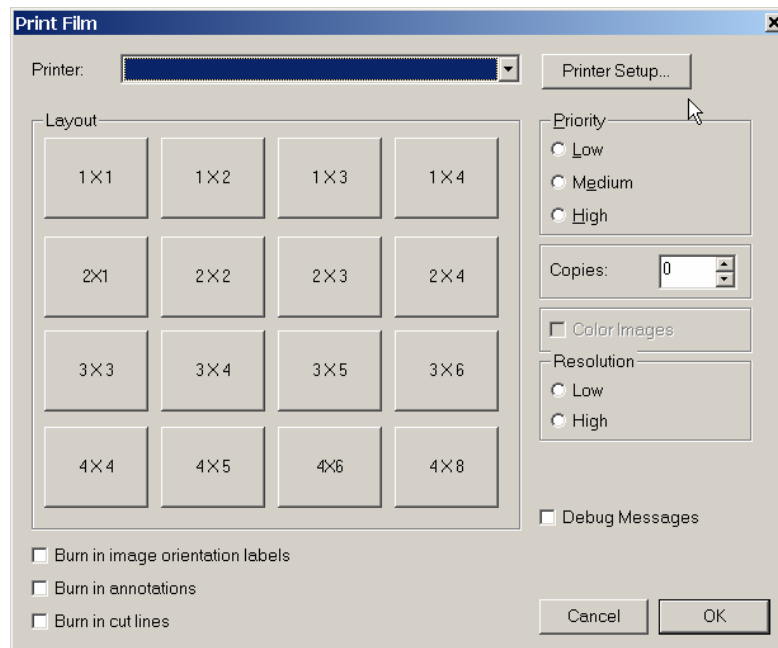 Print Film
Printer:
Printer Setup...
Layout
1X1 1X2 1X3 1X4
2X1 2X2 2X3 2X4
3X3 3X4 3X5 3X6
4X4 4X5 4X6 4X8
Priority
Low
Medium
High
Copies: 0
Color Images
Resolution
Low
High
Debug Messages
Burn in image orientation labels
Burn in annotations
Burn in cut lines
Cancel OK